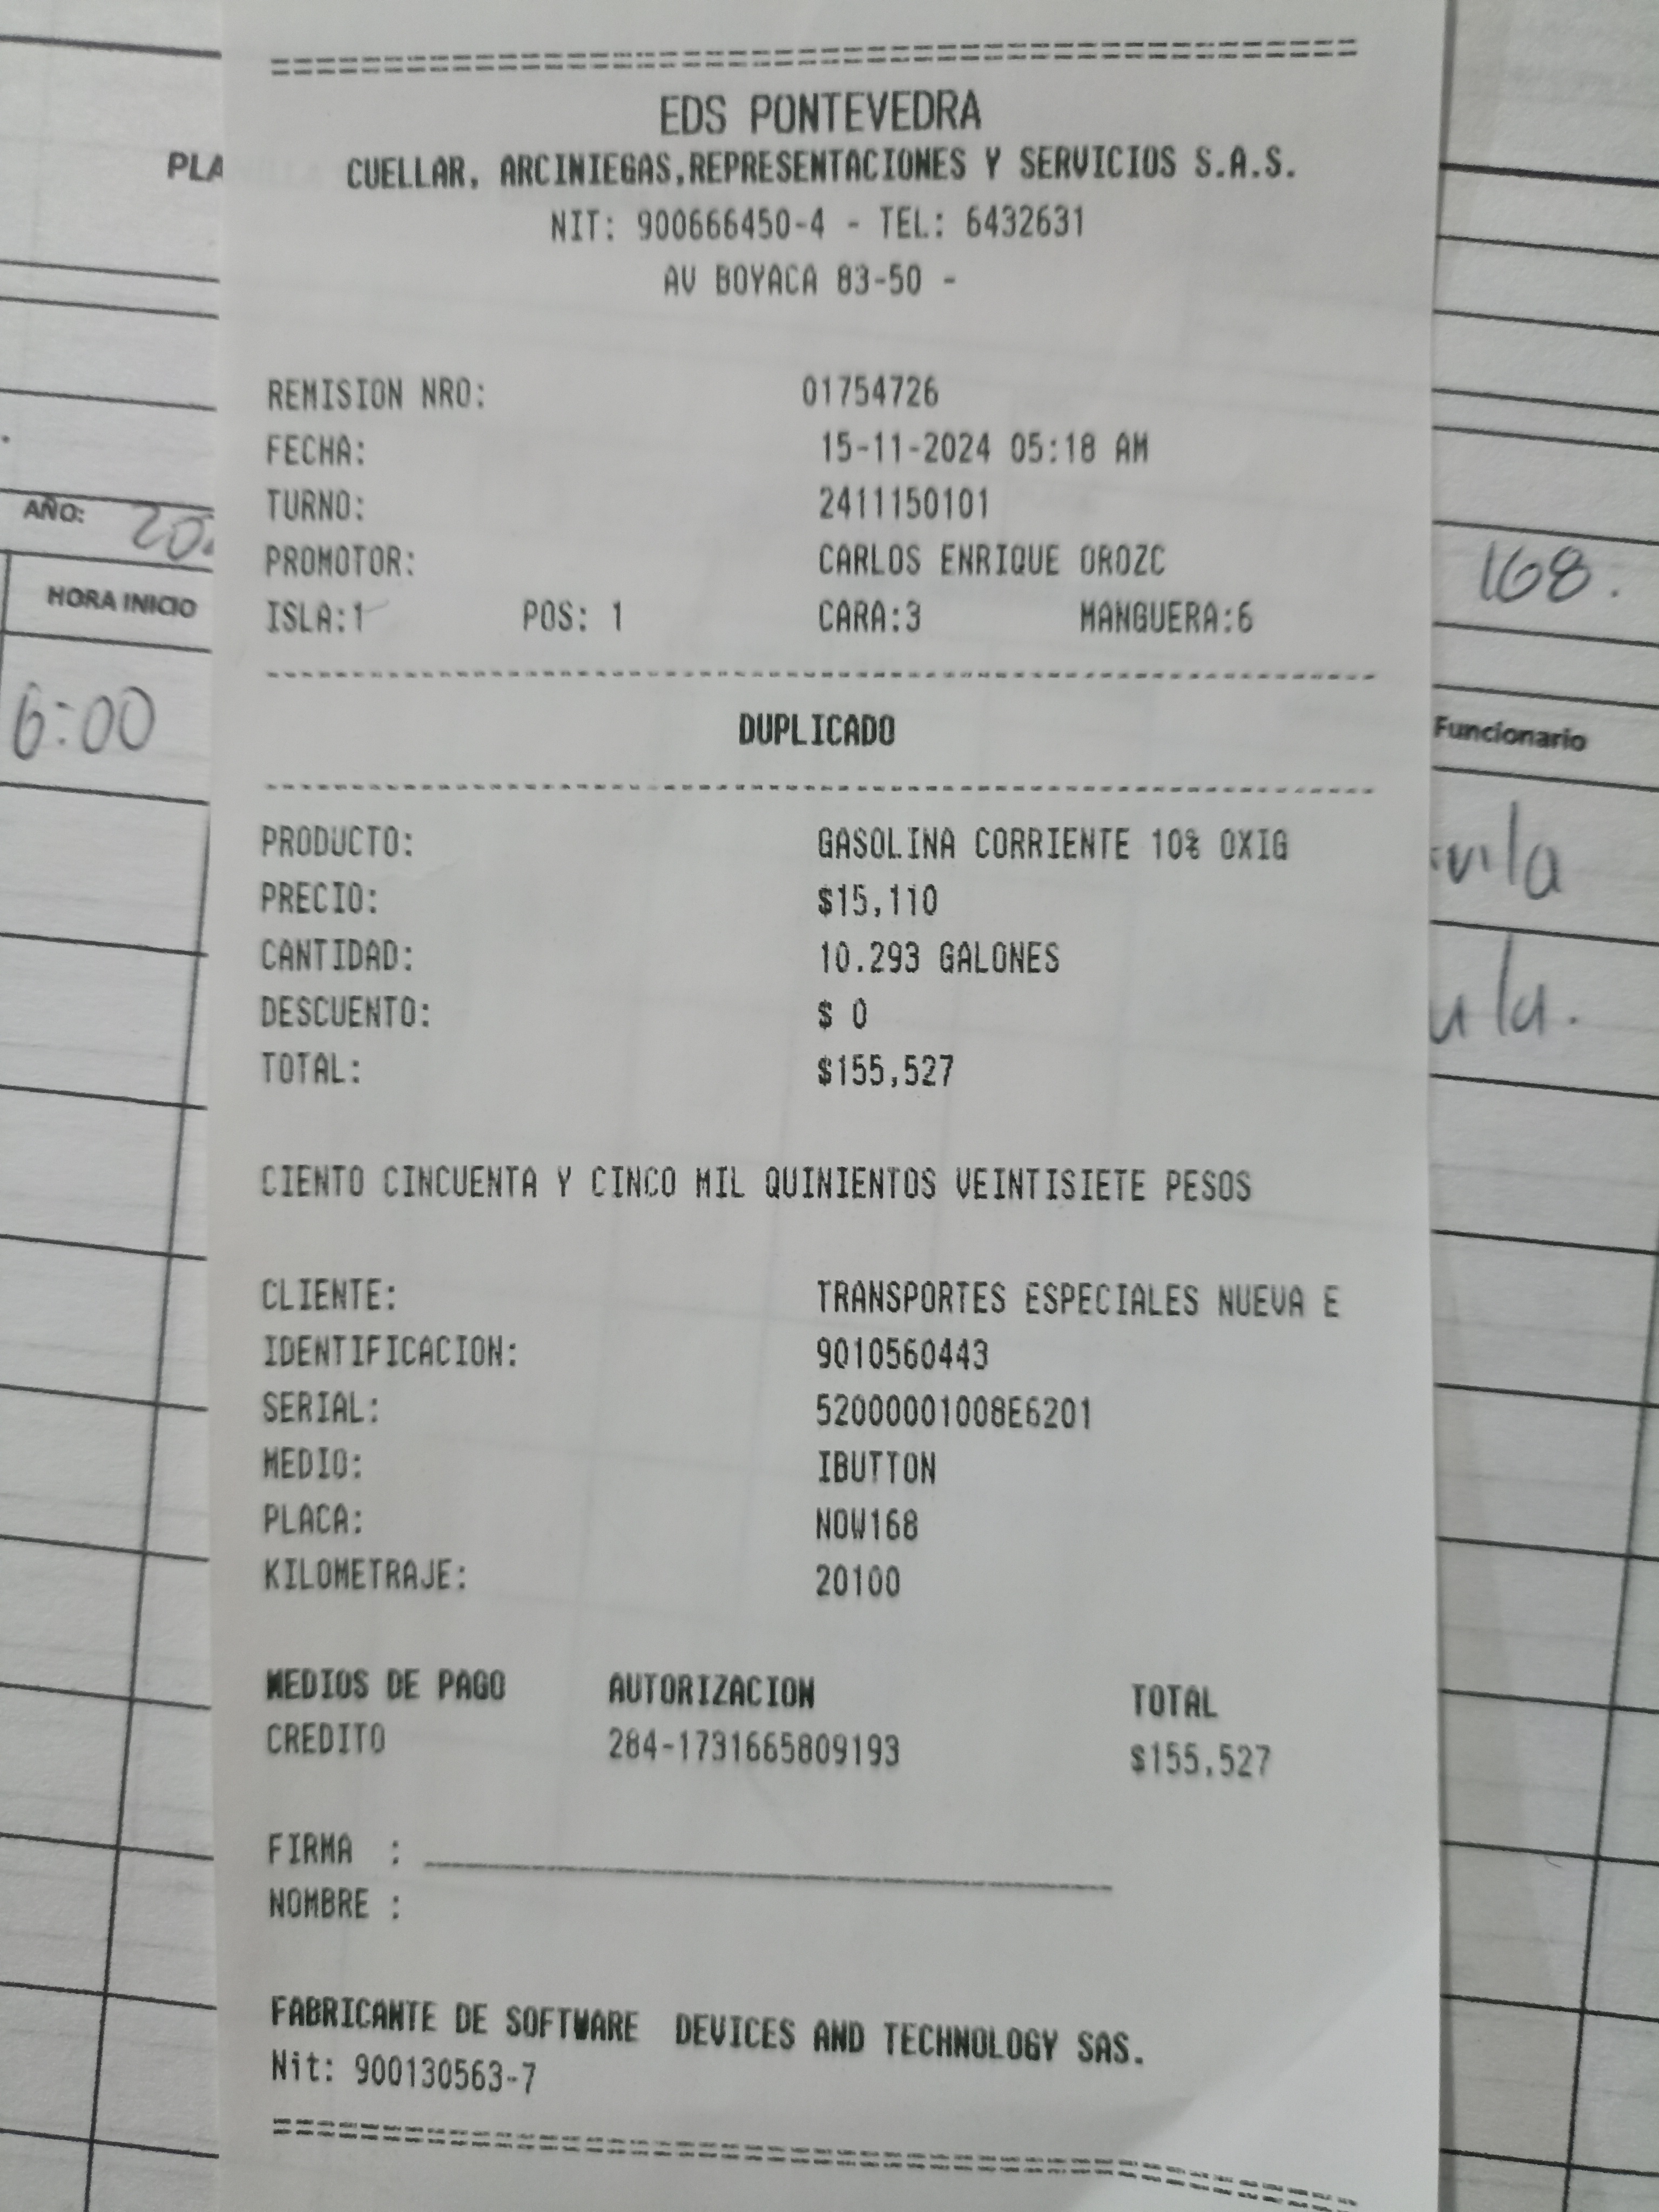 EDS PONTEVEDRA
CUELLAR, ARCINIEGAS,REPRESENTACIONES Y SERVICIOS S.A.S.
NIT: 900666450-4 - TEL: 6432631
AV BOYACA 83-50 -
REMISION NRO: 01754726
FECHA: 15-11-2024 05:18 AM
TURNO: 2411150101
PROMOTOR: CARLOS ENRIQUE OROZC
ISLA:1 POS: 1 CARA:3 MANGUERA:6
DUPLICADO
PRODUCTO: GASOLINA CORRIENTE 10% OXIG
PRECIO: $15,110
CANTIDAD: 10.293 GALONES
DESCUENTO: $ 0
TOTAL: $155,527
CIENTO CINCUENTA Y CINCO MIL QUINIENTOS VEINTISIETE PESOS
CLIENTE: TRANSPORTES ESPECIALES NUEVA E
IDENTIFICACION: 9010560443
SERIAL: 52000001008E6201
MEDIO: IBUTTON
PLACA: NOW168
KILOMETRAJE: 20100
MEDIOS DE PAGO AUTORIZACION TOTAL
CREDITO 284-1731665809193 $155,527
FIRMA :
NOMBRE :
FABRICANTE DE SOFTWARE DEVICES AND TECHNOLOGY SAS.
Nit: 900130563-7
PLA
AÑO: 20
HORA INICIO
6:00
168.
Funcionario